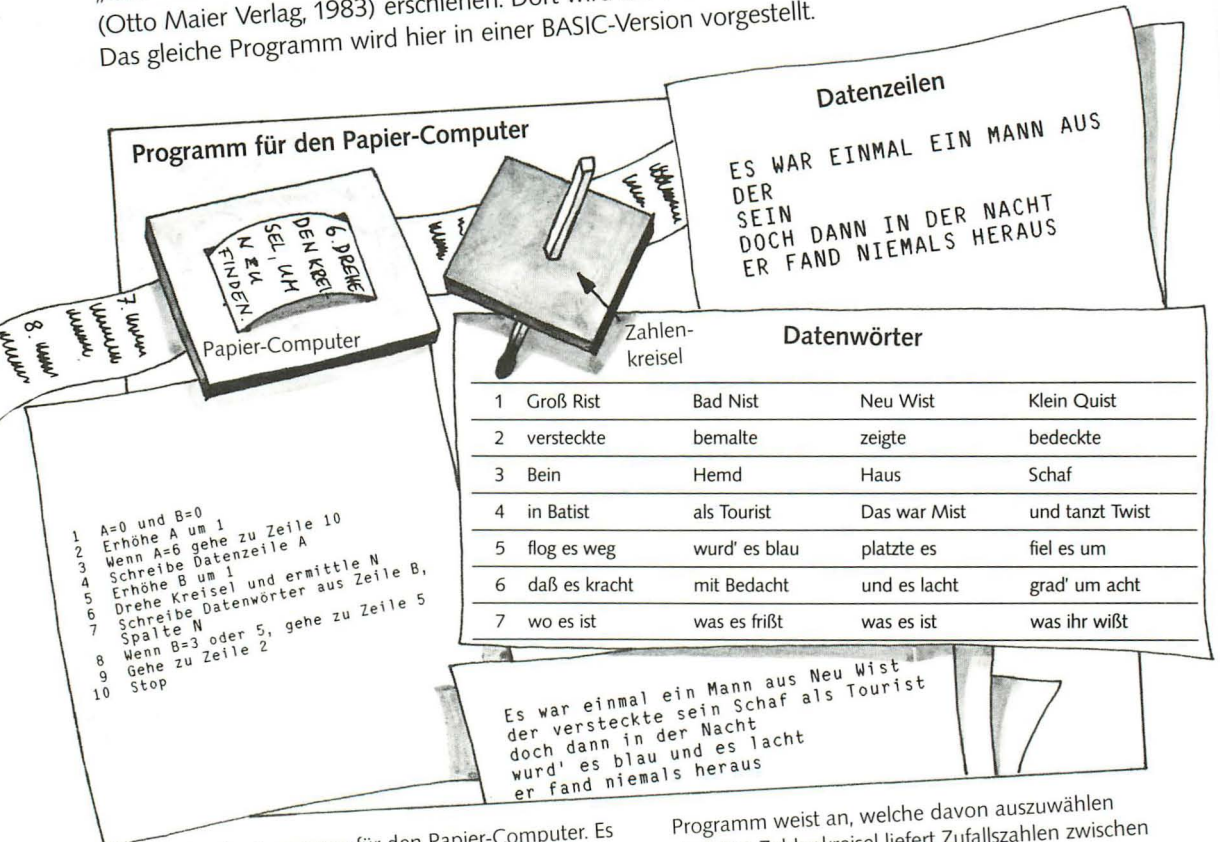 (Otto Maier Verlag, 1983) erschienen. Dort wird
Das gleiche Programm wird hier in einer BASIC-Version vorgestellt.
Programm für den Papier-Computer
6. DREHE
DEN KREI-
SEL, UM
N ZU
FINDEN.
7.
8.
Papier-Computer
Zahlen-
kreisel
Datenzeilen
ES WAR EINMAL EIN MANN AUS
DER
SEIN
DOCH DANN IN DER NACHT
ER FAND NIEMALS HERAUS
Datenwörter
1 Groß Rist Bad Nist Neu Wist Klein Quist
2 versteckte bemalte zeigte bedeckte
3 Bein Hemd Haus Schaf
4 in Batist als Tourist Das war Mist und tanzt Twist
5 flog es weg wurd' es blau platzte es fiel es um
6 daß es kracht mit Bedacht und es lacht grad' um acht
7 wo es ist was es frißt was es ist was ihr wißt
1 A=0 und B=0
2 Erhöhe A um 1
3 Wenn A=6 gehe zu Zeile 10
4 Schreibe Datenzeile A
5 Erhöhe B um 1
6 Drehe Kreisel und ermittle N
7 Schreibe Datenwörter aus Zeile B,
Spalte N
8 Wenn B=3 oder 5, gehe zu Zeile 5
9 Gehe zu Zeile 2
10 Stop
Es war einmal ein Mann aus Neu Wist
der versteckte sein Schaf als Tourist
doch dann in der Nacht
wurd' es blau und es lacht
er fand niemals heraus
für den Papier-Computer. Es
Programm weist an, welche davon auszuwählen
Zahlenkreisel liefert Zufallszahlen zwischen